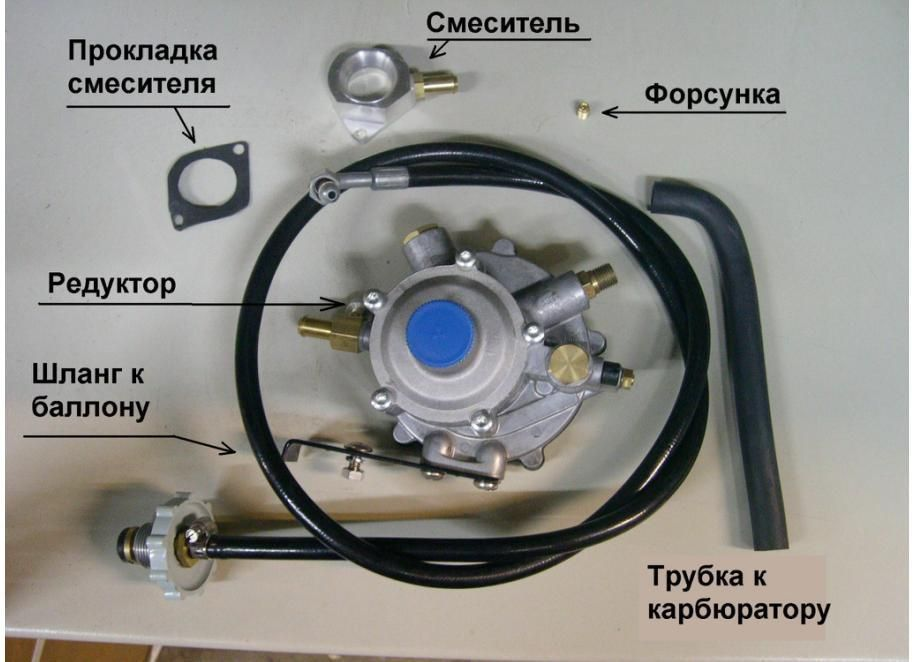 Смеситель
Прокладка
смесителя
Форсунка
Редуктор
Шланг к
баллону
Трубка к
карбюратору